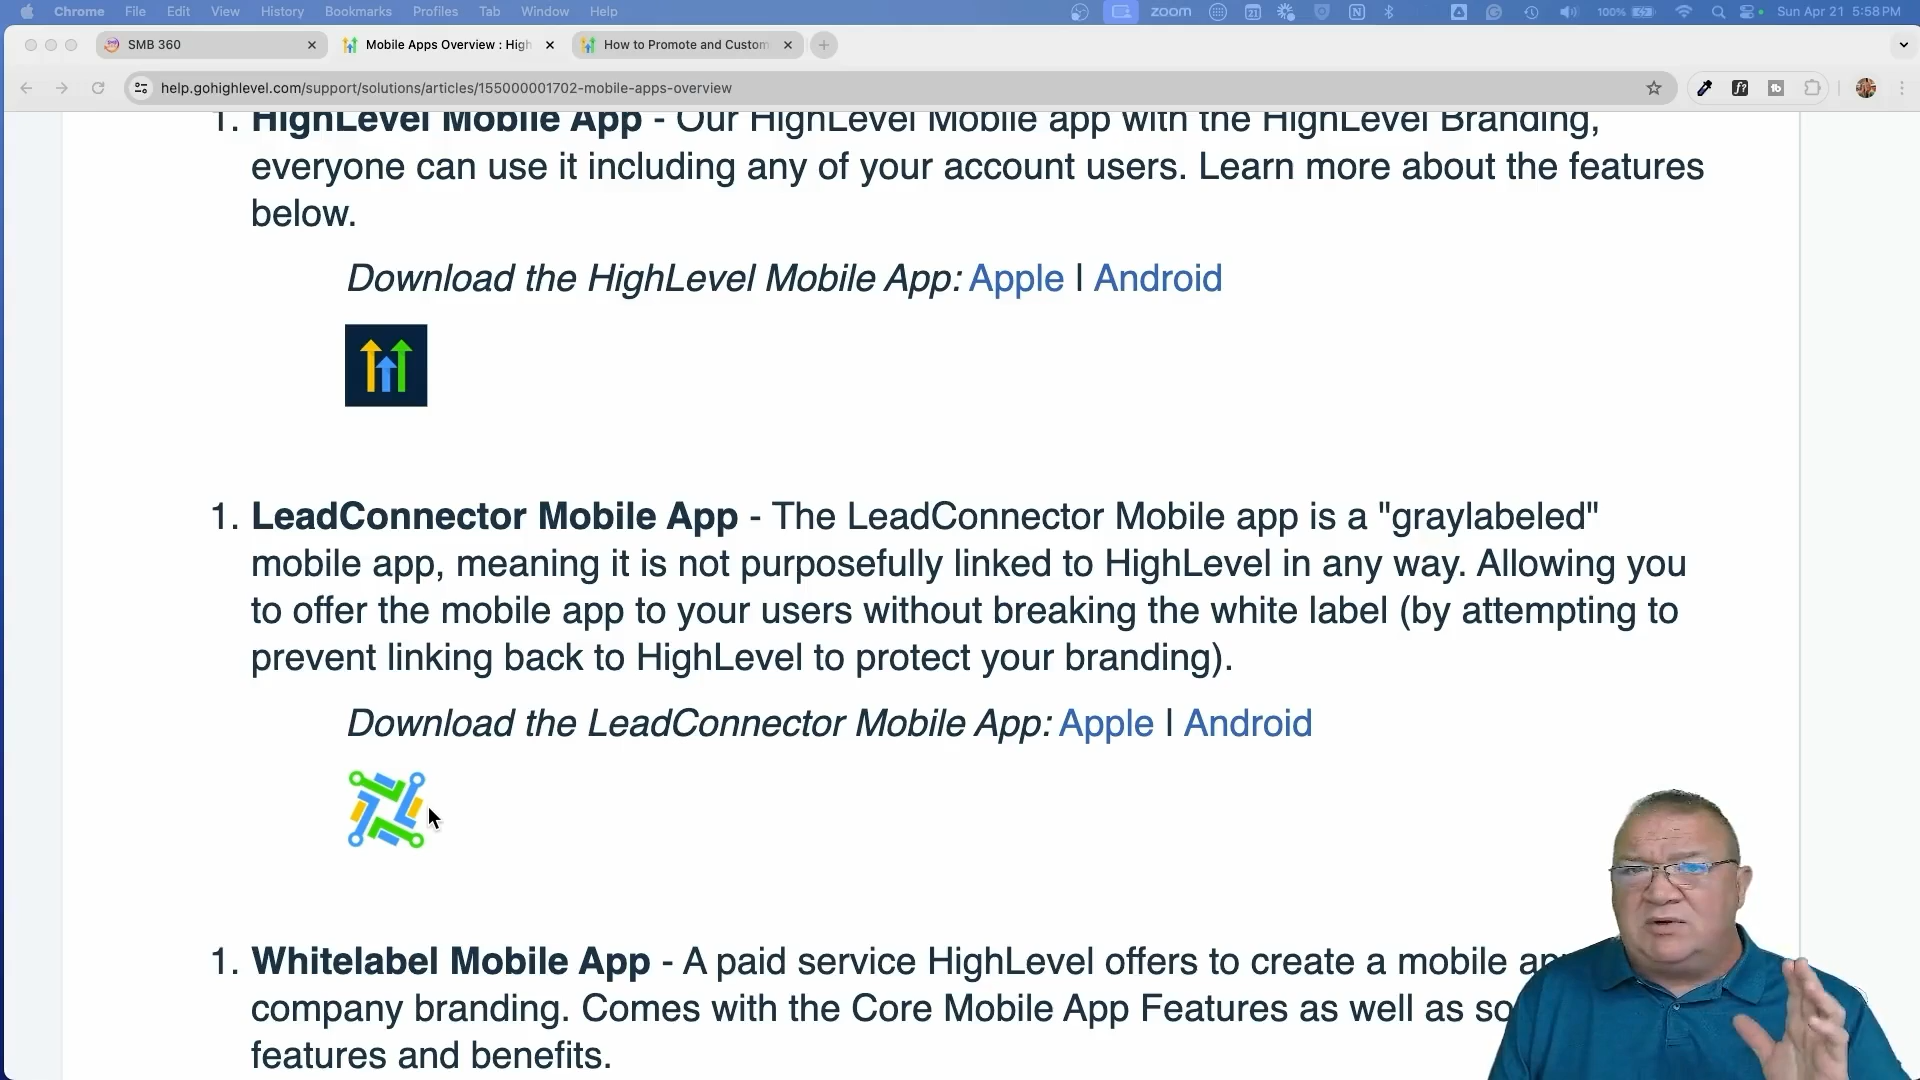 Chrome File Edit View History Bookmarks Profiles Tab Window Help zoom 21 100% Sun Apr 21 5:58 PM
SMB 360 Mobile Apps Overview : High How to Promote and Custom
help.gohighlevel.com/support/solutions/articles/155000001702-mobile-apps-overview f?
1. HighLevel Mobile App - Our HighLevel Mobile app with the HighLevel Branding,
everyone can use it including any of your account users. Learn more about the features
below.
Download the HighLevel Mobile App: Apple | Android
1. LeadConnector Mobile App - The LeadConnector Mobile app is a "graylabeled"
mobile app, meaning it is not purposefully linked to HighLevel in any way. Allowing you
to offer the mobile app to your users without breaking the white label (by attempting to
prevent linking back to HighLevel to protect your branding).
Download the LeadConnector Mobile App: Apple | Android
1. Whitelabel Mobile App - A paid service HighLevel offers to create a mobile
company branding. Comes with the Core Mobile App Features as well as
features and benefits.